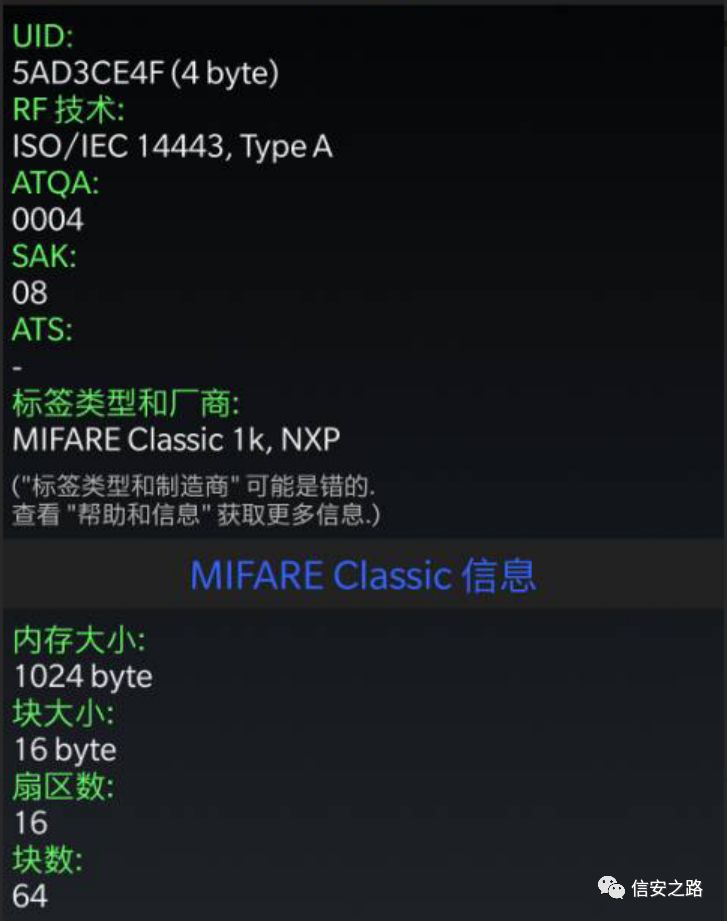 UID:
5AD3CE4F (4 byte)
RF 技术:
ISO/IEC 14443, Type A
ATQA:
0004
SAK:
08
ATS:
-
标签类型和厂商:
MIFARE Classic 1k, NXP
("标签类型和制造商" 可能是错的.
查看 "帮助和信息" 获取更多信息.)
MIFARE Classic 信息
内存大小:
1024 byte
块大小:
16 byte
扇区数:
16
块数:
64
信安之路